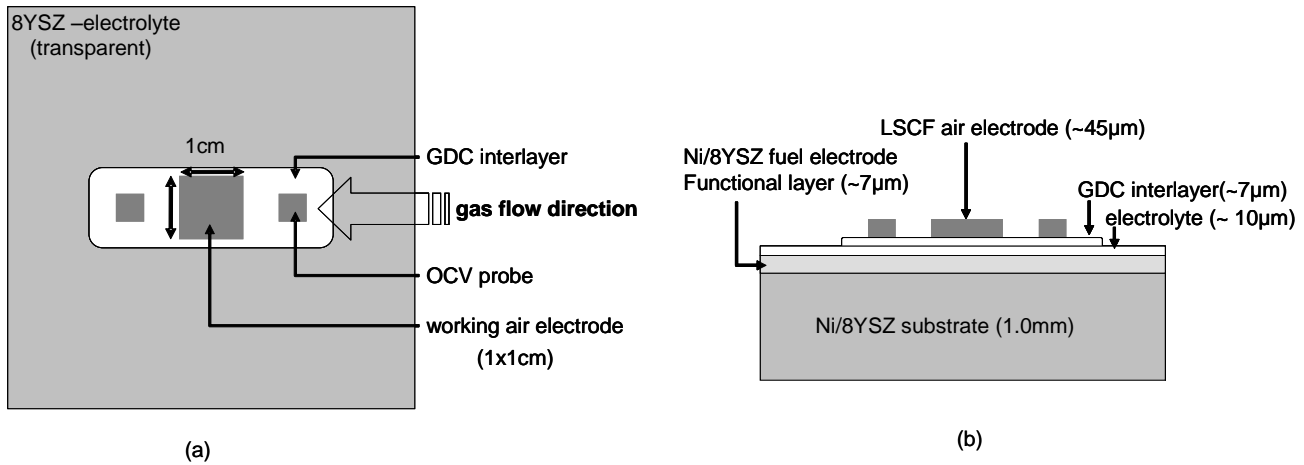 8YSZ –electrolyte
(transparent)
1cm
GDC interlayer
gas flow direction
OCV probe
working air electrode
(1x1cm)
(a)
LSCF air electrode (~45µm)
Ni/8YSZ fuel electrode
Functional layer (~7µm)
GDC interlayer(~7µm)
electrolyte (~ 10µm)
Ni/8YSZ substrate (1.0mm)
(b)